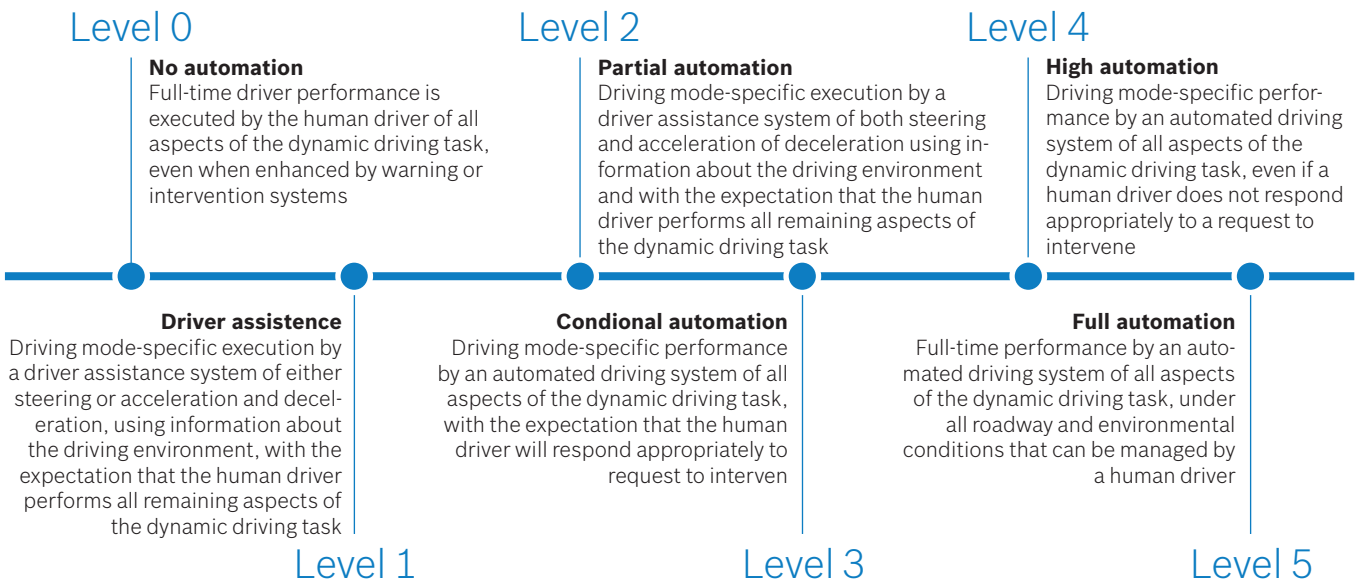 Level 0
No automation
Full-time driver performance is
executed by the human driver of all
aspects of the dynamic driving task,
even when enhanced by warning or
intervention systems
Driver assistence
Driving mode-specific execution by
a driver assistance system of either
steering or acceleration and decel-
eration, using information about
the driving environment, with the
expectation that the human driver
performs all remaining aspects of
the dynamic driving task
Level 1
Level 2
Partial automation
Driving mode-specific execution by a
driver assistance system of both steering
and acceleration of deceleration using in-
formation about the driving environment
and with the expectation that the human
driver performs all remaining aspects of
the dynamic driving task
Condional automation
Driving mode-specific performance
by an automated driving system of all
aspects of the dynamic driving task,
with the expectation that the human
driver will respond appropriately to
request to interven
Level 3
Level 4
High automation
Driving mode-specific perfor-
mance by an automated driving
system of all aspects of the
dynamic driving task, even if a
human driver does not respond
appropriately to a request to
intervene
Full automation
Full-time performance by an auto-
mated driving system of all aspects
of the dynamic driving task, under
all roadway and environmental
conditions that can be managed by
a human driver
Level 5